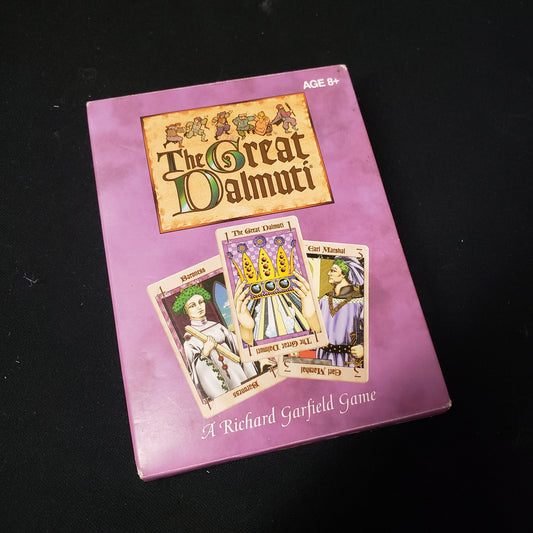 AGE 8+
The Great
Dalmuti
The Great Dalmuti
Baroness
Earl Marshal
The Great Dalmuti
Earl Marshal
Baroness
A Richard Garfield Game